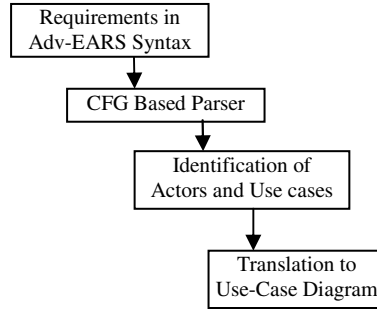 Requirements in
Adv-EARS Syntax
CFG Based Parser
Identification of
Actors and Use cases
Translation to
Use-Case Diagram